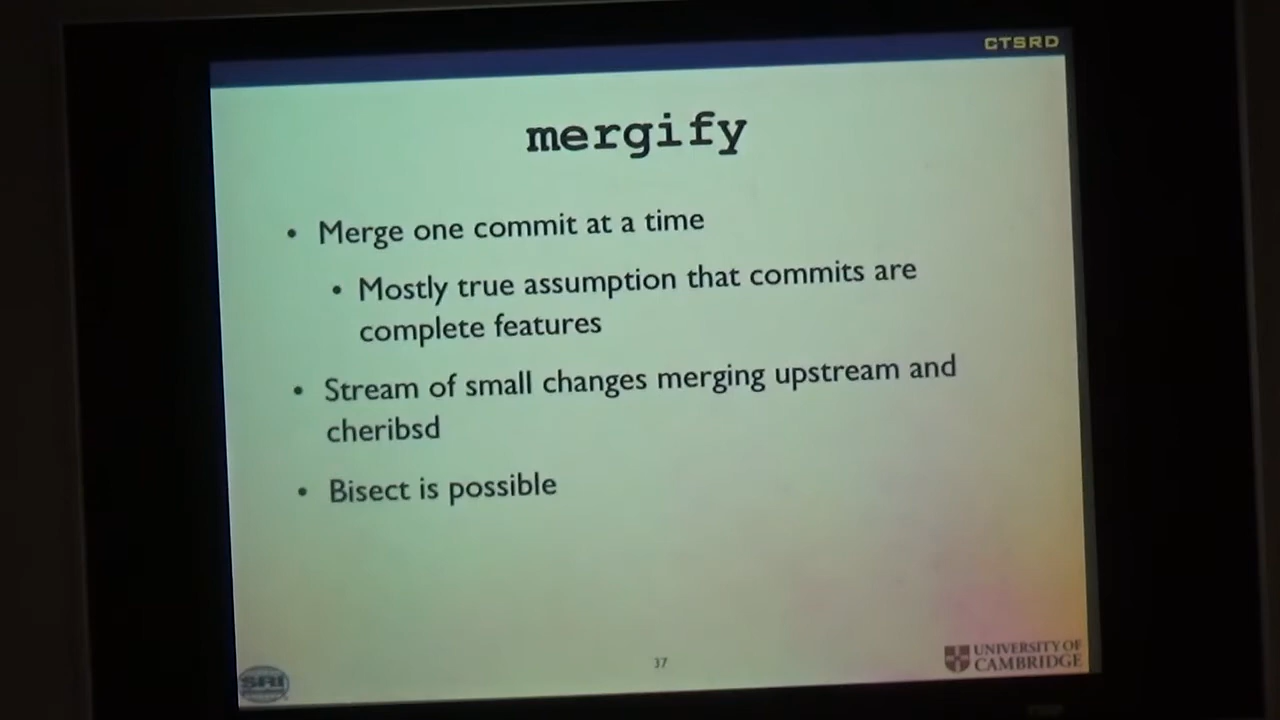 CTSRD
mergify
• Merge one commit at a time
• Mostly true assumption that commits are
complete features
• Stream of small changes merging upstream and
cheribsd
• Bisect is possible
37
SRI
UNIVERSITY OF
CAMBRIDGE